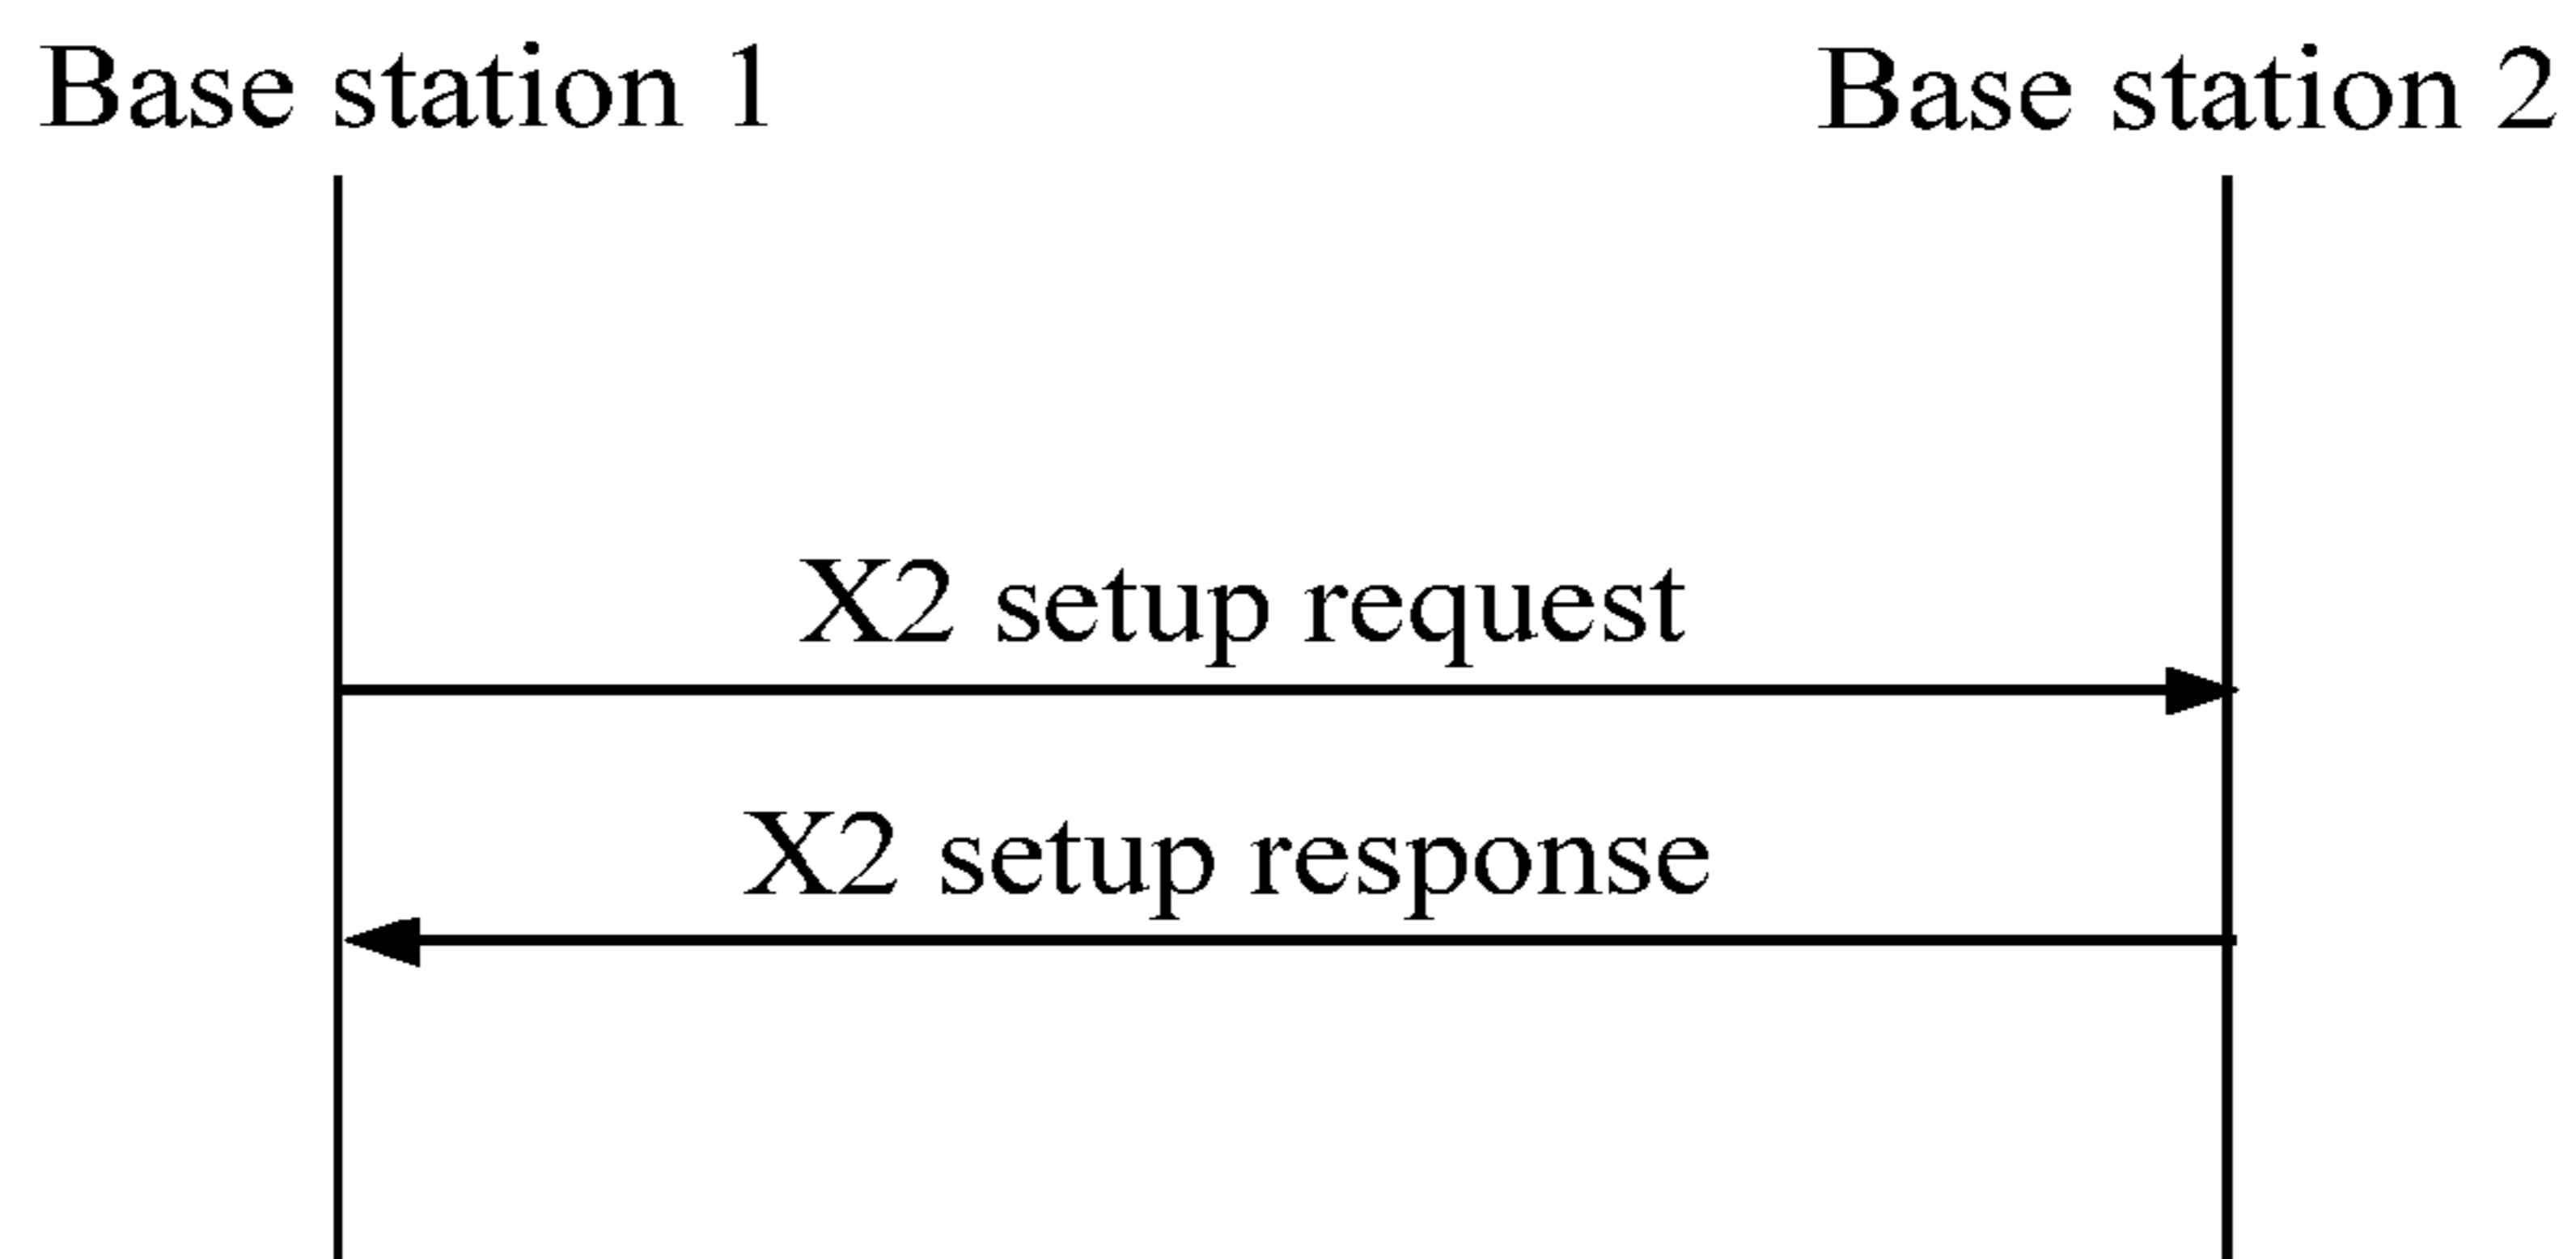 Base station 1
Base station 2
X2 setup request
X2 setup response